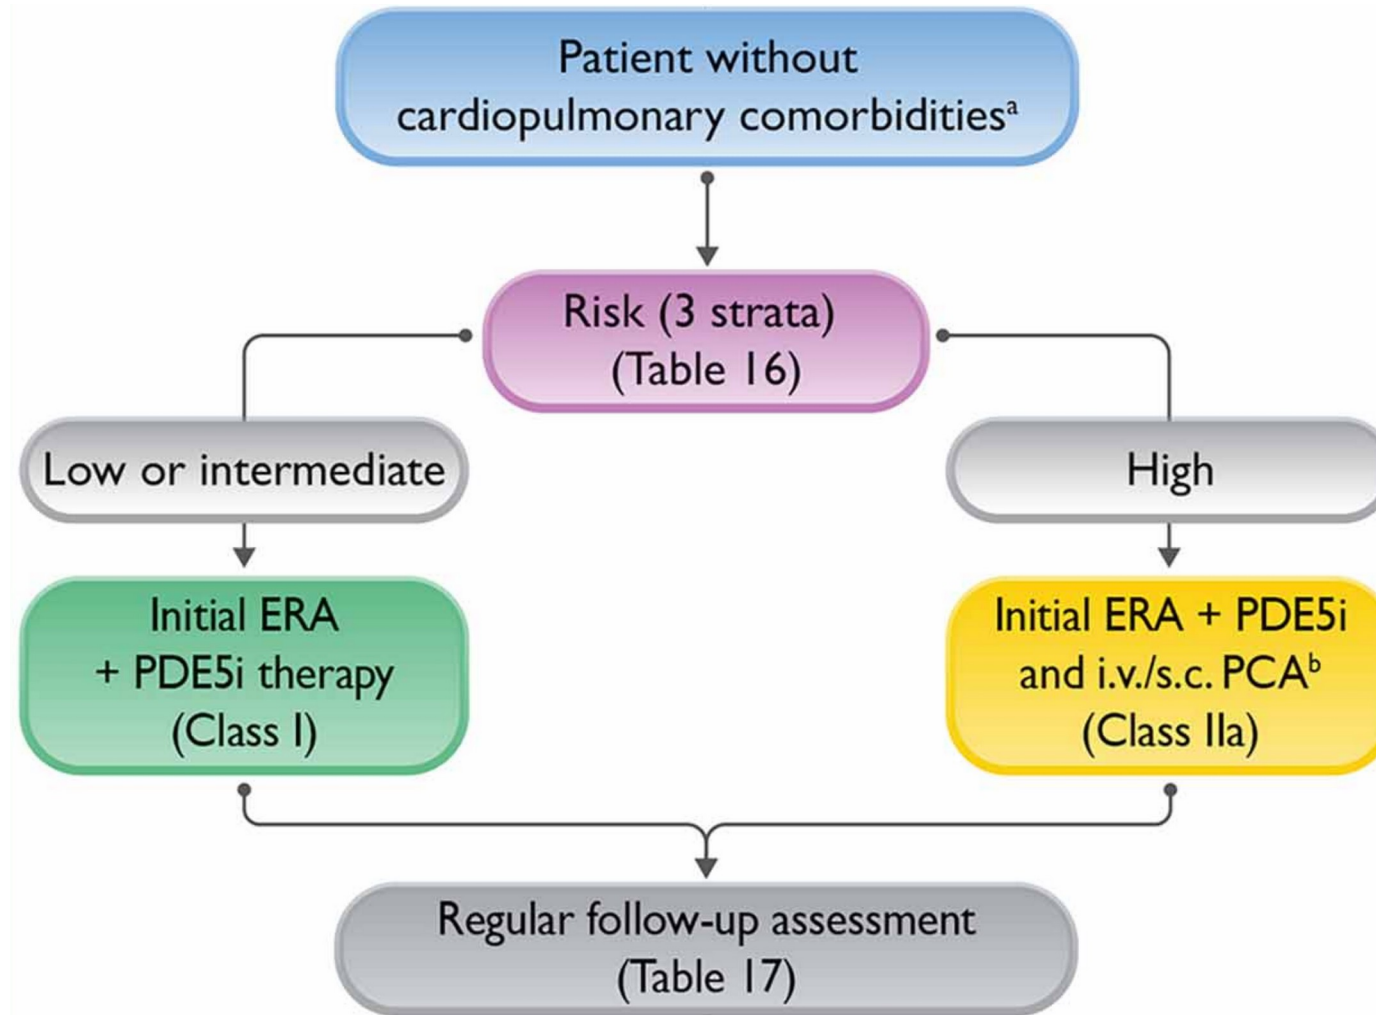 Patient without
cardiopulmonary comorbiditiesᵃ
Risk (3 strata)
(Table 16)
Low or intermediate
High
Initial ERA
+ PDE5i therapy
(Class I)
Initial ERA + PDE5i
and i.v./s.c. PCAᵇ
(Class IIa)
Regular follow-up assessment
(Table 17)